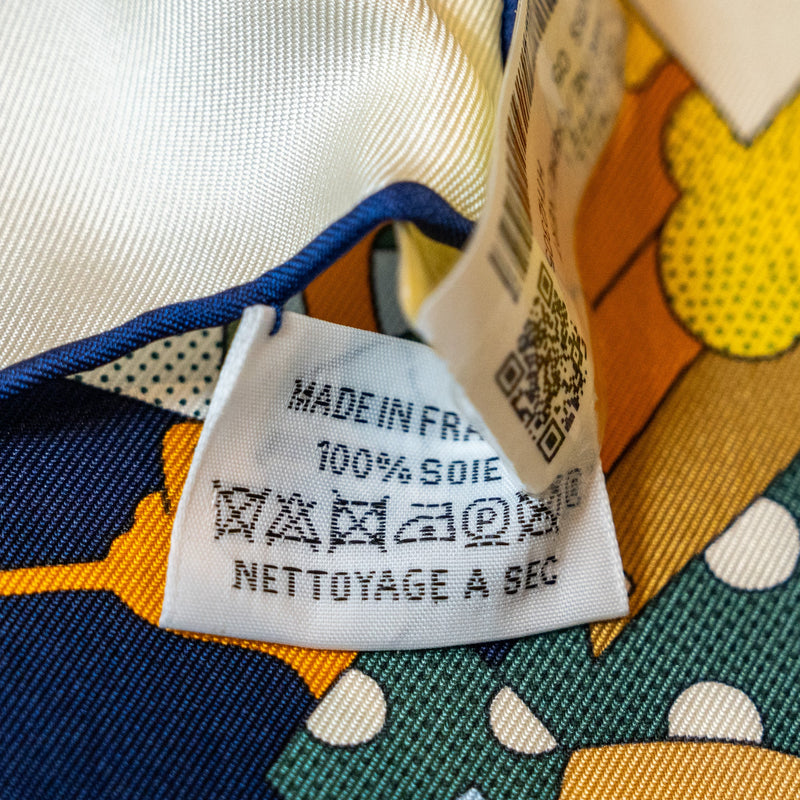 MADE IN FRA
100% SOIE
P
NETTOYAGE A SEC